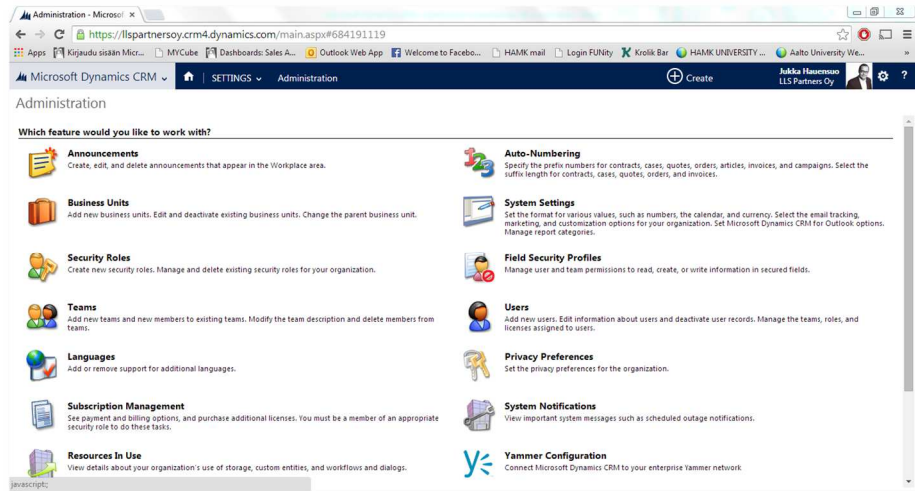 Administration - Microsof ×
https://llspartnersoy.crm4.dynamics.com/main.aspx#684191119
Apps Kirjaudu sisään Micr... MYCube Dashboards: Sales A... Outlook Web App Welcome to Facebo... HAMK mail Login FUNity Krolik Bar HAMK UNIVERSITY ... Aalto University We... »
Microsoft Dynamics CRM SETTINGS Administration Create Jukka Hauensuo
LLS Partners Oy
?
Administration
Which feature would you like to work with?
Announcements
Create, edit, and delete announcements that appear in the Workplace area.
Auto-Numbering
Specify the prefix numbers for contracts, cases, quotes, orders, articles, invoices, and campaigns. Select the
suffix length for contracts, cases, quotes, orders, and invoices.
Business Units
Add new business units. Edit and deactivate existing business units. Change the parent business unit.
System Settings
Set the format for various values, such as numbers, the calendar, and currency. Select the email tracking,
marketing, and customization options for your organization. Set Microsoft Dynamics CRM for Outlook options.
Manage report categories.
Security Roles
Create new security roles. Manage and delete existing security roles for your organization.
Field Security Profiles
Manage user and team permissions to read, create, or write information in secured fields.
Teams
Add new teams and new members to existing teams. Modify the team description and delete members from
teams.
Users
Add new users. Edit information about users and deactivate user records. Manage the teams, roles, and
licenses assigned to users.
Languages
Add or remove support for additional languages.
Privacy Preferences
Set the privacy preferences for the organization.
Subscription Management
See payment and billing options, and purchase additional licenses. You must be a member of an appropriate
security role to do these tasks.
System Notifications
View important system messages such as scheduled outage notifications.
Resources In Use
View details about your organization's use of storage, custom entities, and workflows and dialogs.
Yammer Configuration
Connect Microsoft Dynamics CRM to your enterprise Yammer network
javascript:;